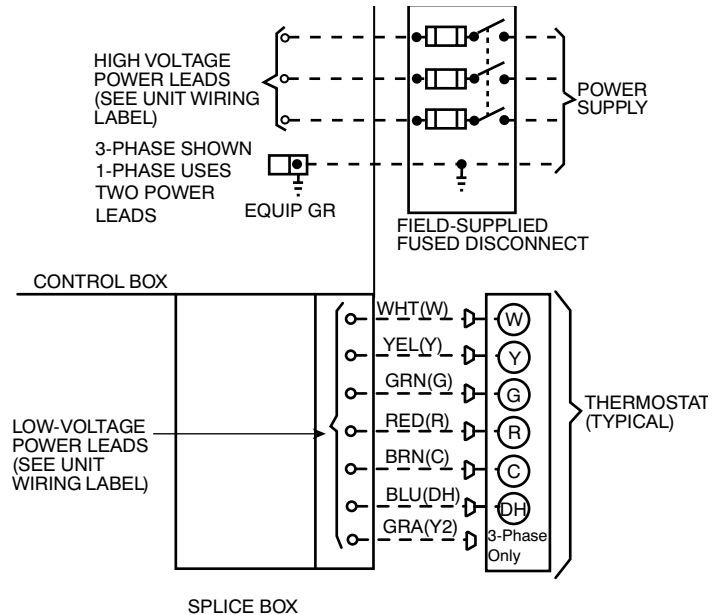 HIGH VOLTAGE
POWER LEADS
(SEE UNIT WIRING
LABEL)
POWER
SUPPLY
3-PHASE SHOWN
1-PHASE USES
TWO POWER
LEADS
EQUIP GR
FIELD-SUPPLIED
FUSED DISCONNECT
CONTROL BOX
WHT(W)
W
YEL(Y)
Y
GRN(G)
G
RED(R)
R
BRN(C)
C
BLU(DH)
DH
GRA(Y2)
3-Phase
Only
THERMOSTAT
(TYPICAL)
LOW-VOLTAGE
POWER LEADS
(SEE UNIT
WIRING LABEL)
SPLICE BOX